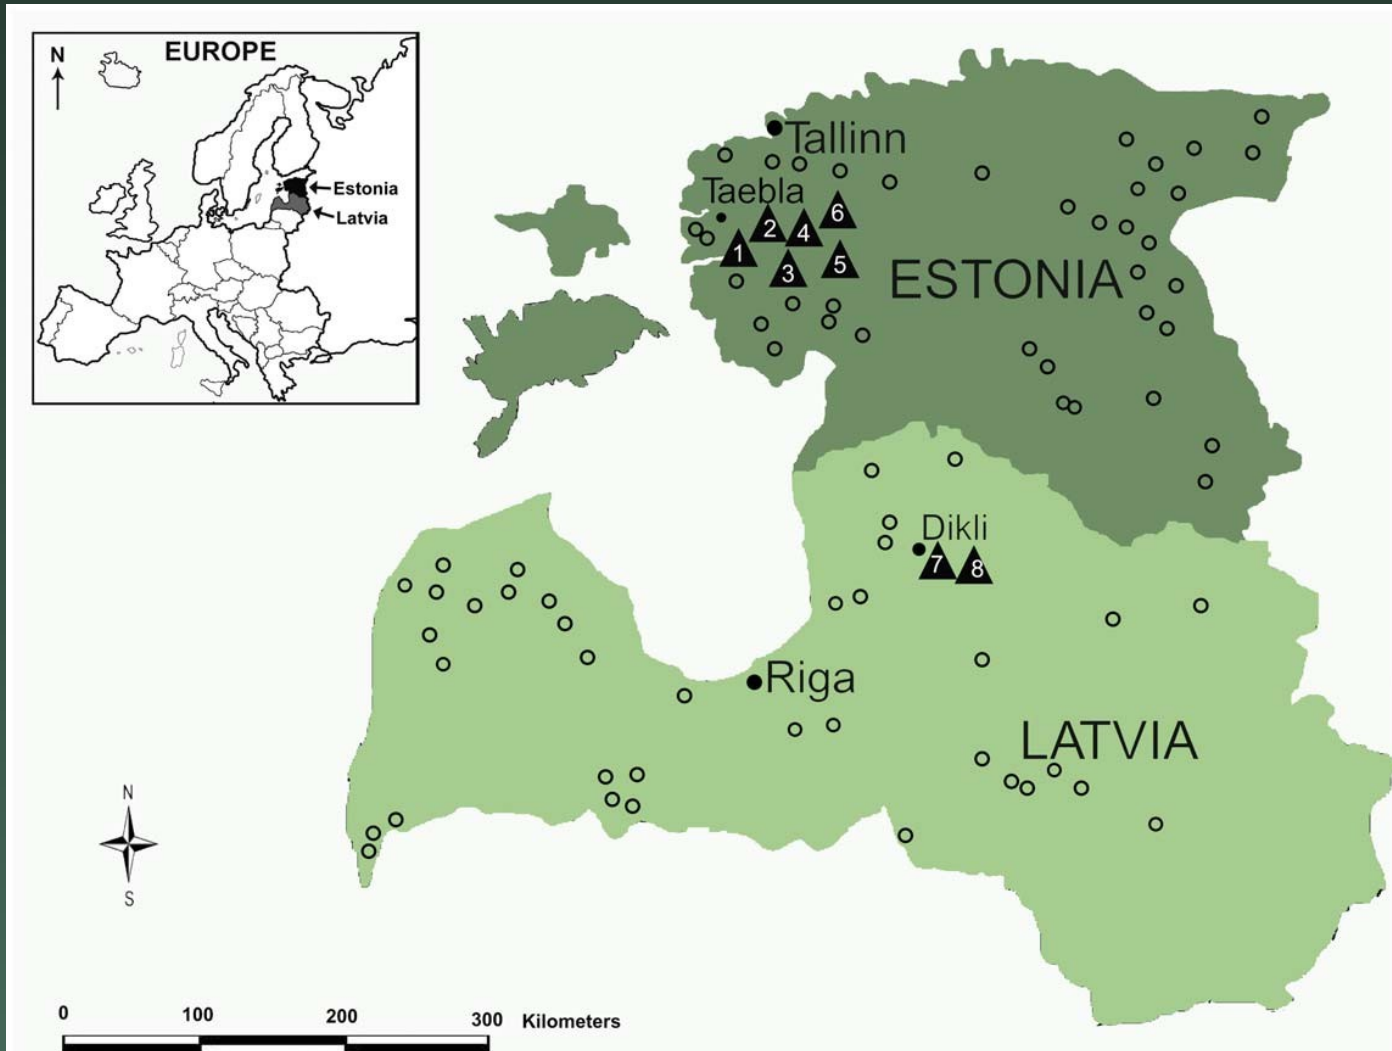 EUROPE
N
Estonia
Latvia
Tallinn
Taebla
6
2
4
1
3
5
ESTONIA
Dikli
7
8
Riga
LATVIA
N
S
0 100 200 300 Kilometers